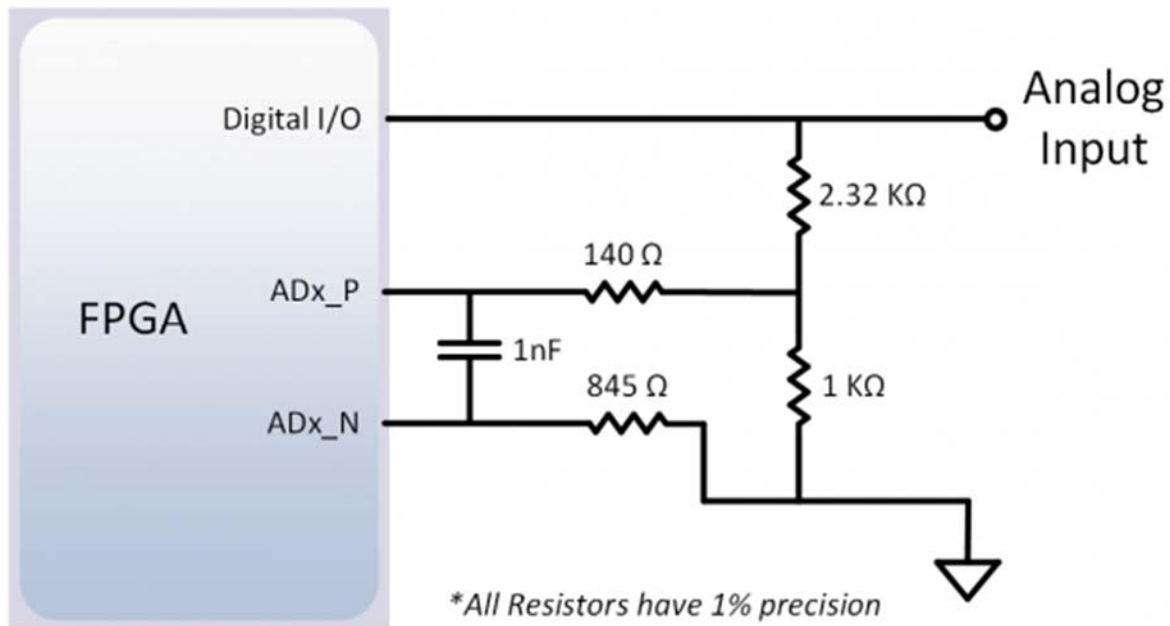 Digital I/O
Analog
Input
2.32 KΩ
140 Ω
ADx_P
FPGA
1nF
845 Ω
1 KΩ
ADx_N
*All Resistors have 1% precision